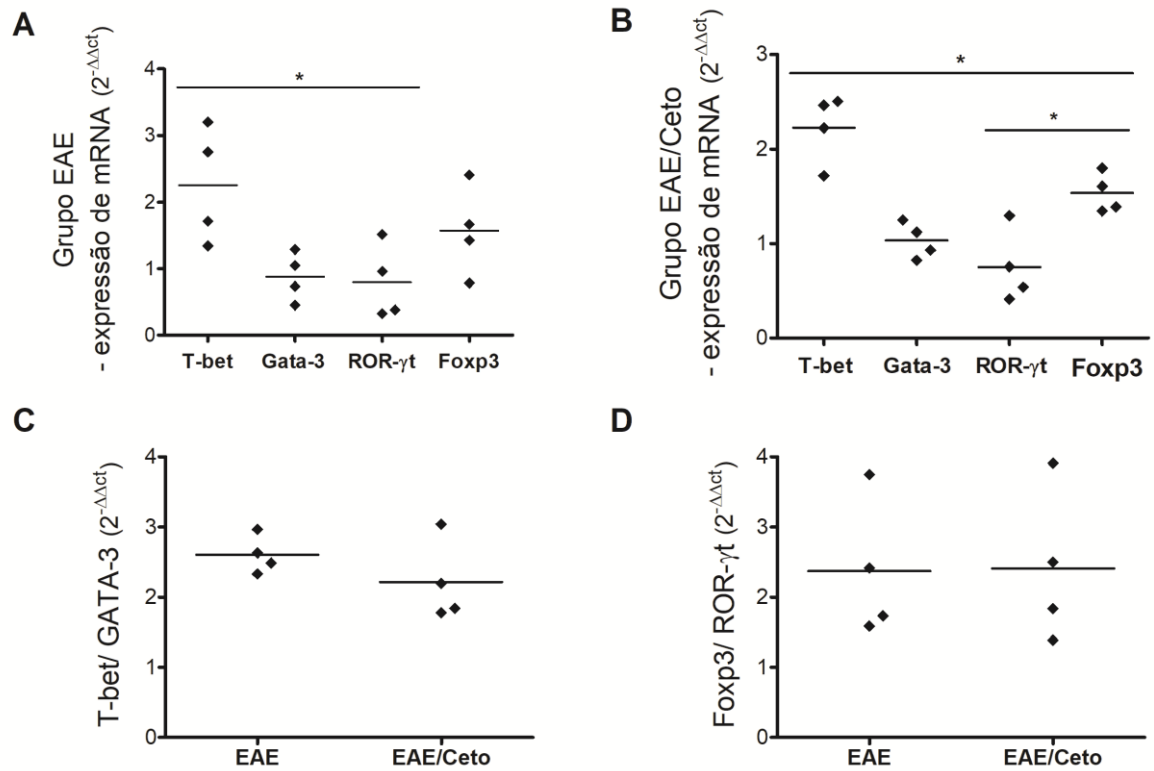 A
Grupo EAE
- expressão de mRNA (2^-ΔΔct)
4
3
2
1
0
*
T-bet Gata-3 ROR-γt Foxp3
B
Grupo EAE/Ceto
- expressão de mRNA (2^-ΔΔct)
3
2
1
0
*
*
T-bet Gata-3 ROR-γt Foxp3
C
T-bet/ GATA-3 (2^-ΔΔct)
4
3
2
1
0
EAE EAE/Ceto
D
Foxp3/ ROR-γt (2^-ΔΔct)
4
3
2
1
0
EAE EAE/Ceto